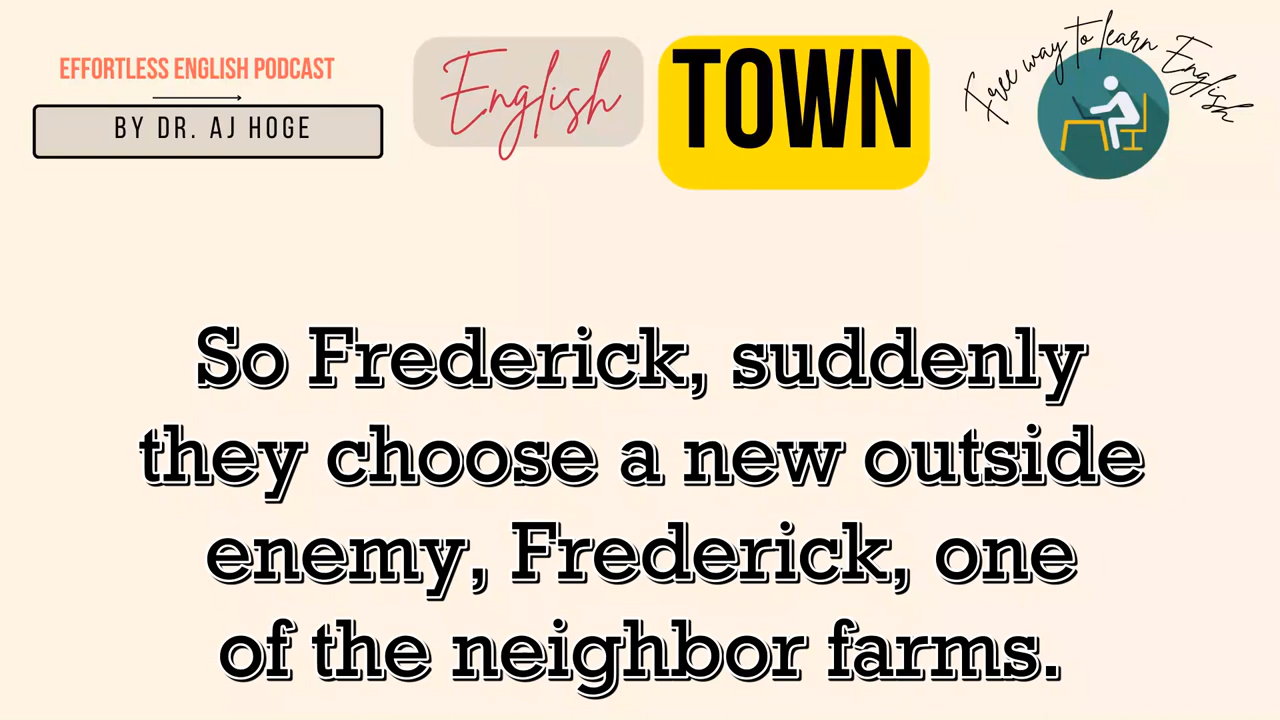 EFFORTLESS ENGLISH PODCAST
BY DR. AJ HOGE
English
TOWN
Free way to learn English
So Frederick, suddenly
they choose a new outside
enemy, Frederick, one
of the neighbor farms.